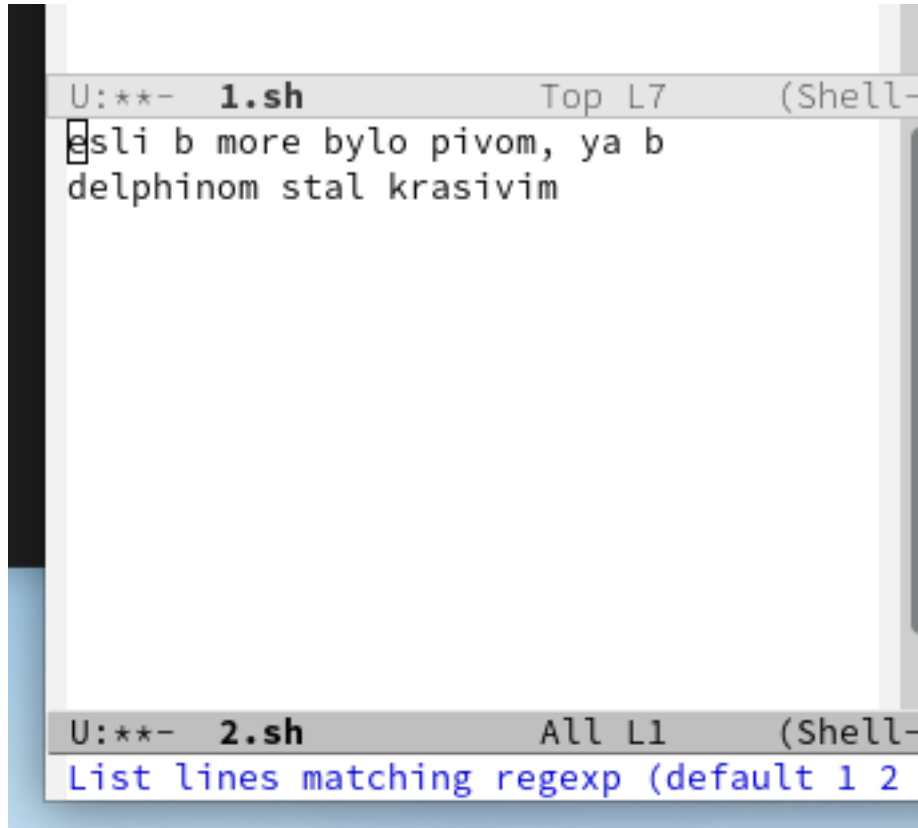 U:**-  1.sh                Top L7     (Shell-
esli b more bylo pivom, ya b
delphinom stal krasivim
U:**-  2.sh                All L1     (Shell-
List lines matching regexp (default 1 2